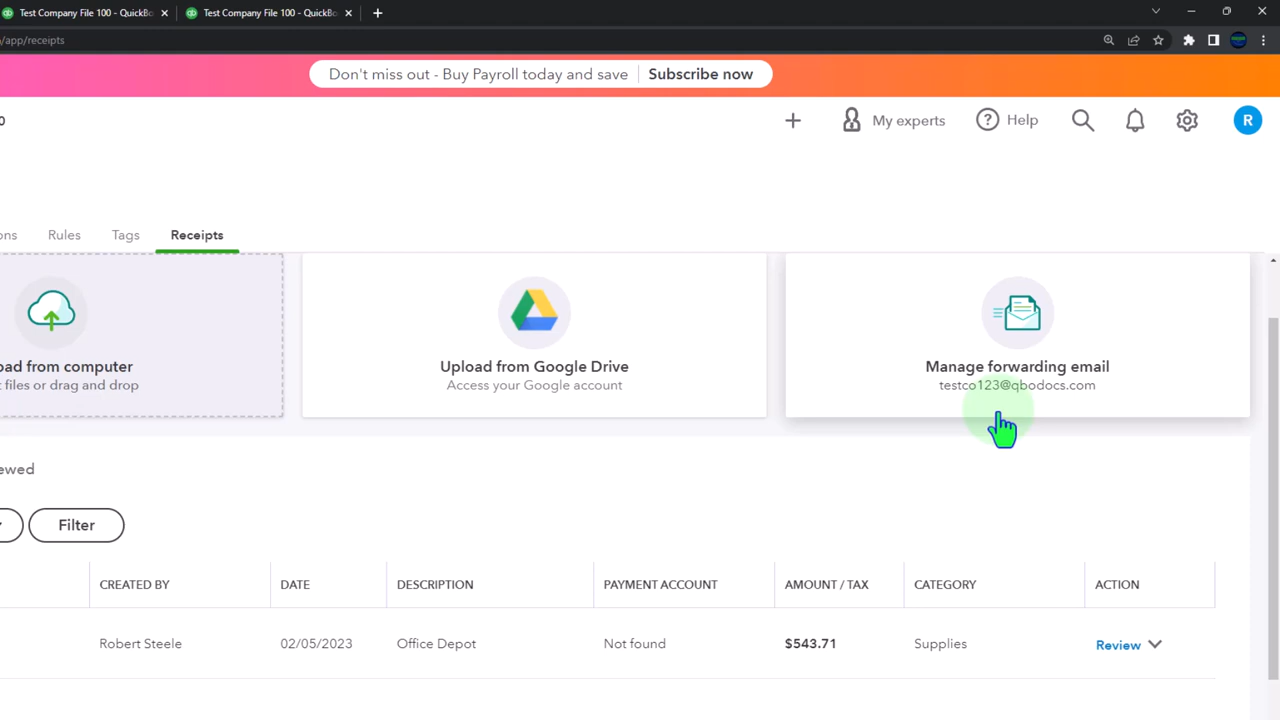 Test Company File 100 - QuickBo
Test Company File 100 - QuickBo
/app/receipts
Don't miss out - Buy Payroll today and save
Subscribe now
0
My experts
Help
R
ons
Rules
Tags
Receipts
oad from computer
t files or drag and drop
Upload from Google Drive
Access your Google account
Manage forwarding email
testco123@qbodocs.com
ewed
Filter
CREATED BY
DATE
DESCRIPTION
PAYMENT ACCOUNT
AMOUNT / TAX
CATEGORY
ACTION
Robert Steele
02/05/2023
Office Depot
Not found
$543.71
Supplies
Review